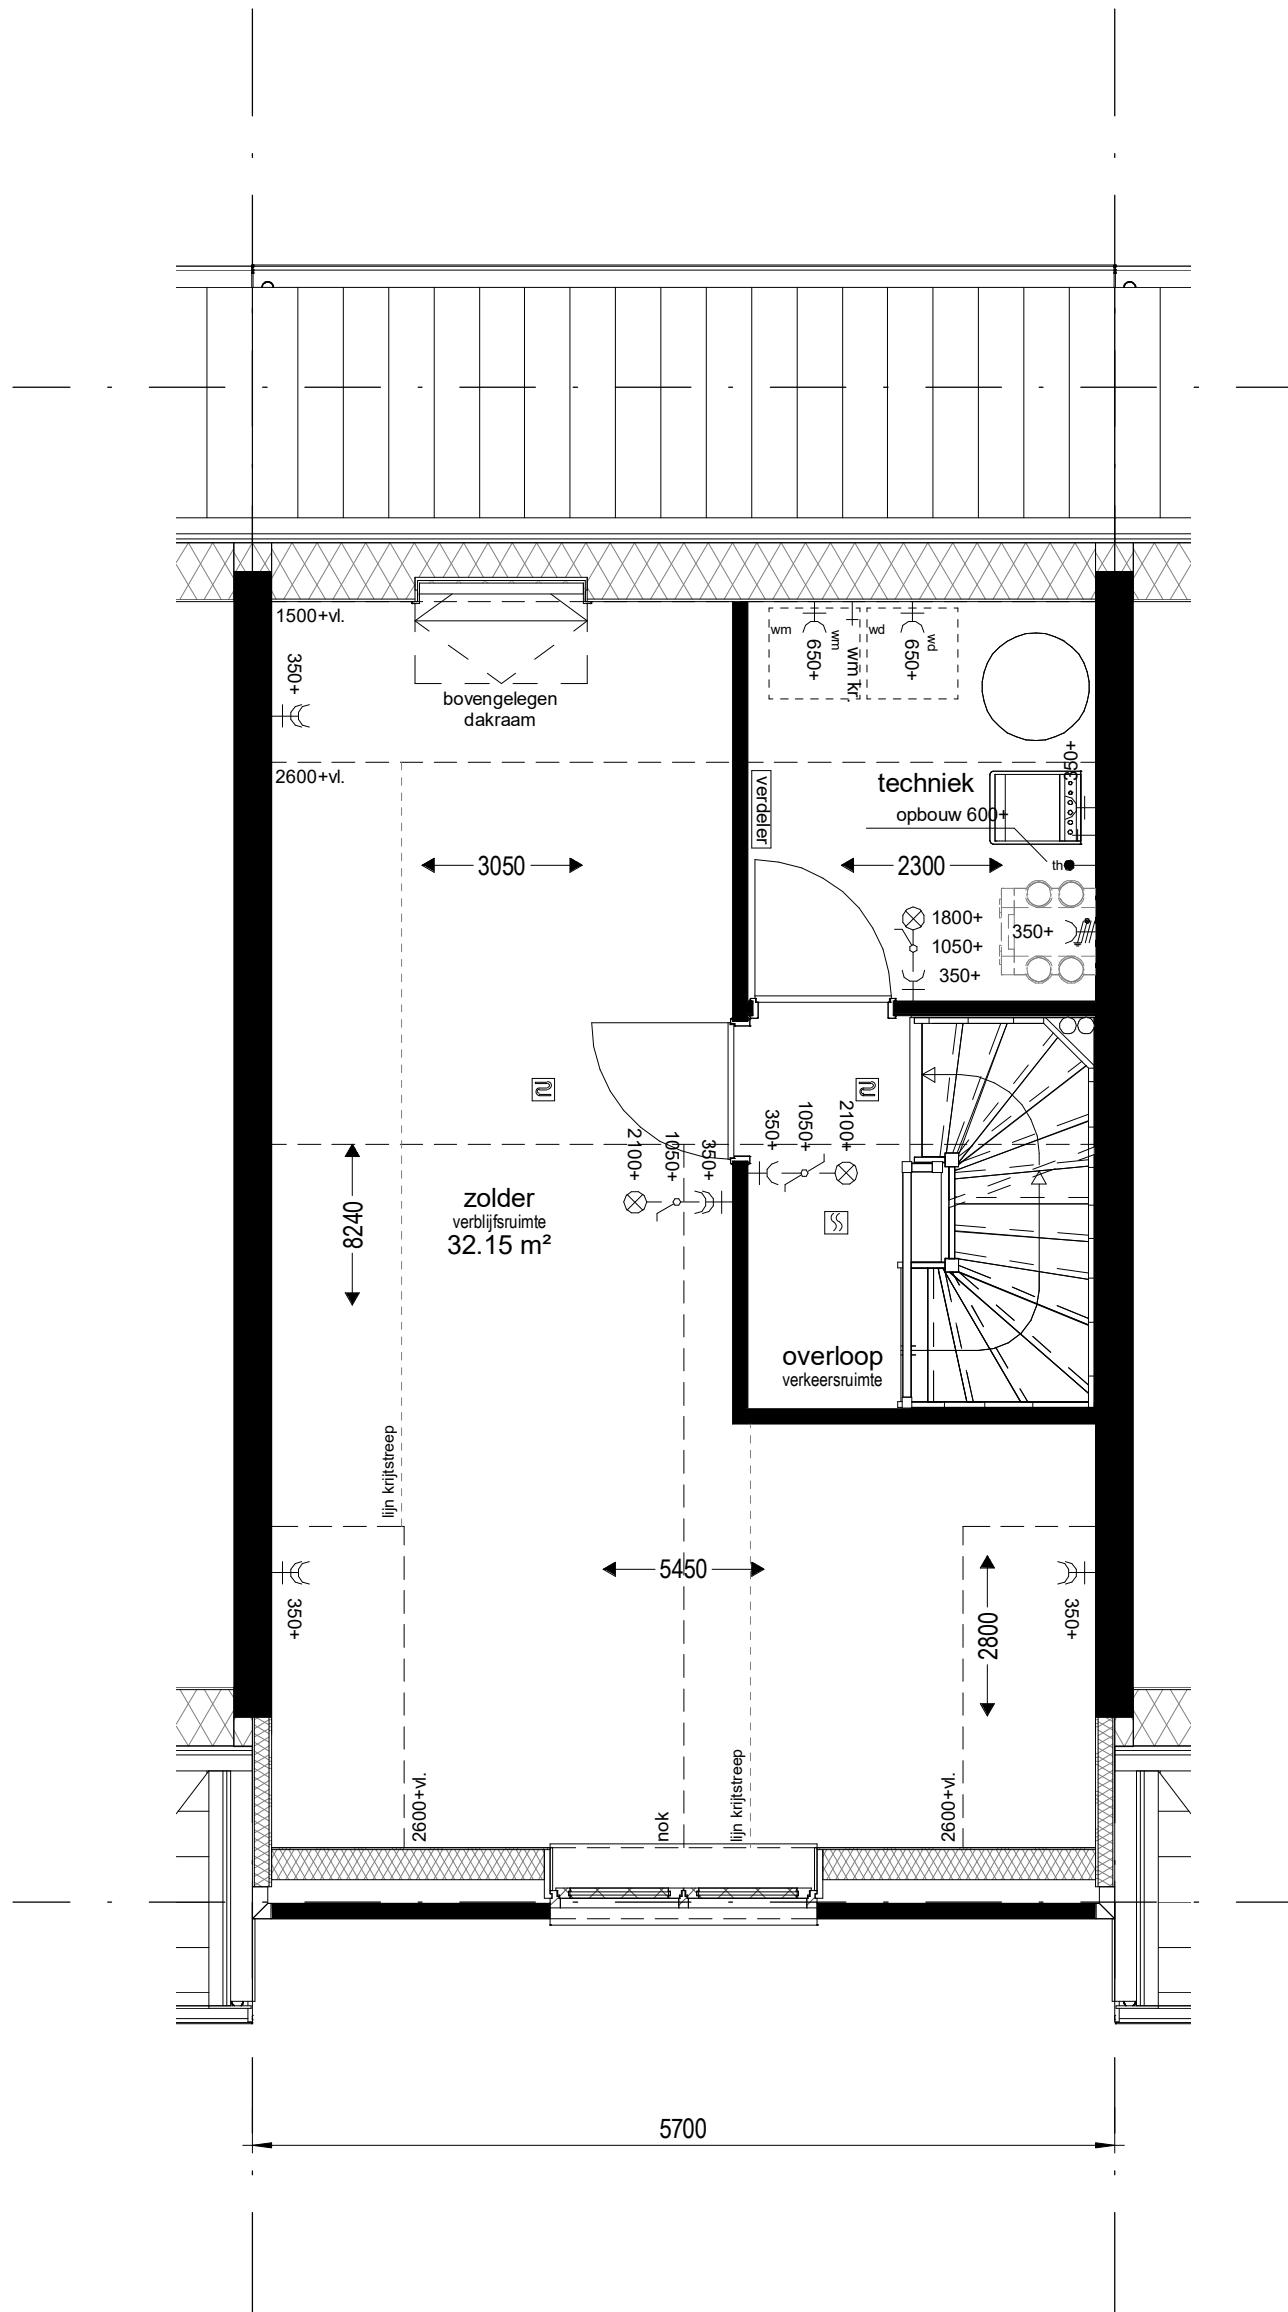 1500+vl.
350+
bovengelegen
dakraam
2600+vl.
wm
wm
650+
wm kr.
wd
wd
650+
350+
verdeler
techniek
opbouw 600+
th
3050
2300
1800+
1050+
350+
350+
2100+
1050+
350+
350+
1050+
2100+
8240
zolder
verblijfsruimte
32.15 m²
overloop
verkeersruimte
lijn krijtstreep
5450
350+
2800
350+
2600+vl.
nok
lijn krijtstreep
2600+vl.
5700